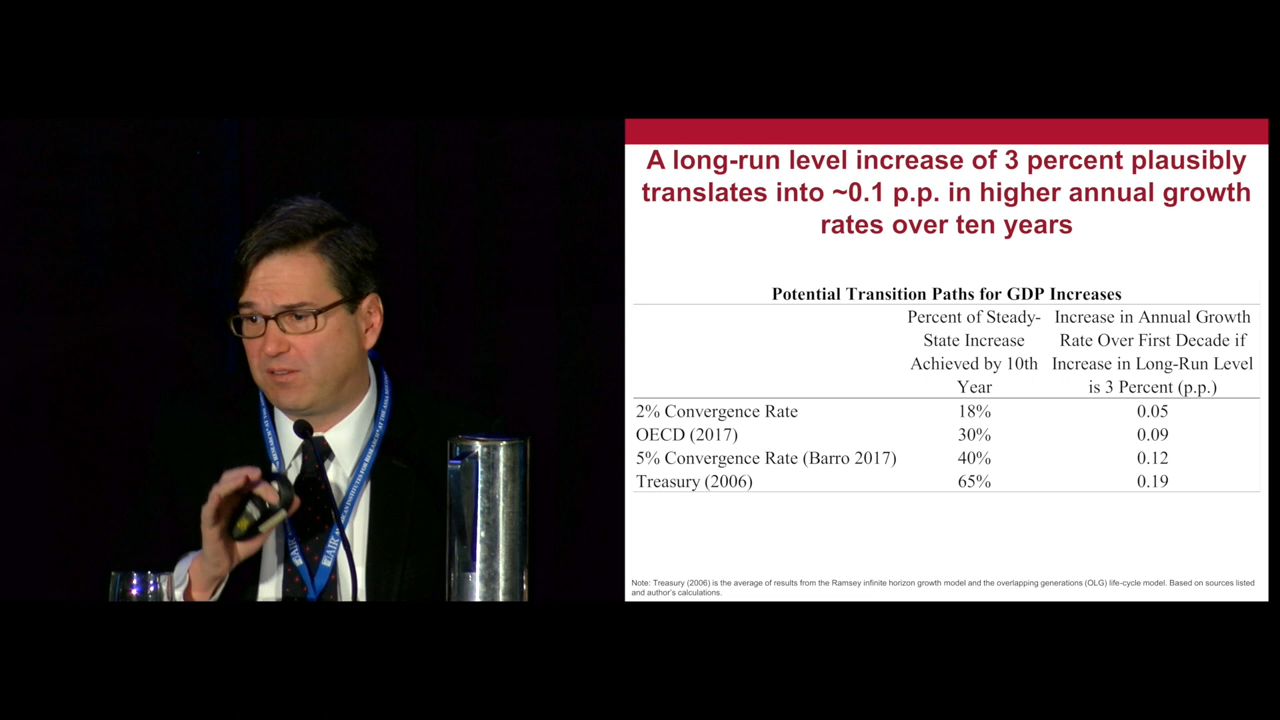 A long-run level increase of 3 percent plausibly
translates into ~0.1 p.p. in higher annual growth
rates over ten years
Potential Transition Paths for GDP Increases
Percent of Steady-State Increase Achieved by 10th Year
Increase in Annual Growth Rate Over First Decade if Increase in Long-Run Level is 3 Percent (p.p.)
2% Convergence Rate 18% 0.05
OECD (2017) 30% 0.09
5% Convergence Rate (Barro 2017) 40% 0.12
Treasury (2006) 65% 0.19
Note: Treasury (2006) is the average of results from the Ramsey infinite horizon growth model and the overlapping generations (OLG) life-cycle model. Based on sources listed
and author's calculations.
AIR